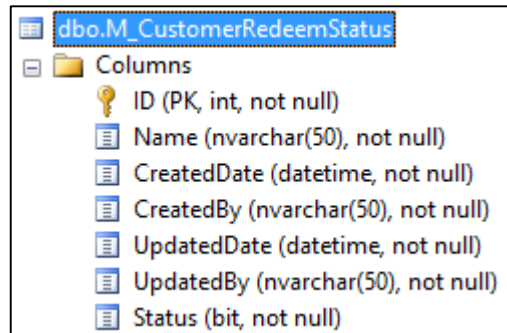 dbo.M_CustomerRedeemStatus
Columns
ID (PK, int, not null)
Name (nvarchar(50), not null)
CreatedDate (datetime, not null)
CreatedBy (nvarchar(50), not null)
UpdatedDate (datetime, not null)
UpdatedBy (nvarchar(50), not null)
Status (bit, not null)